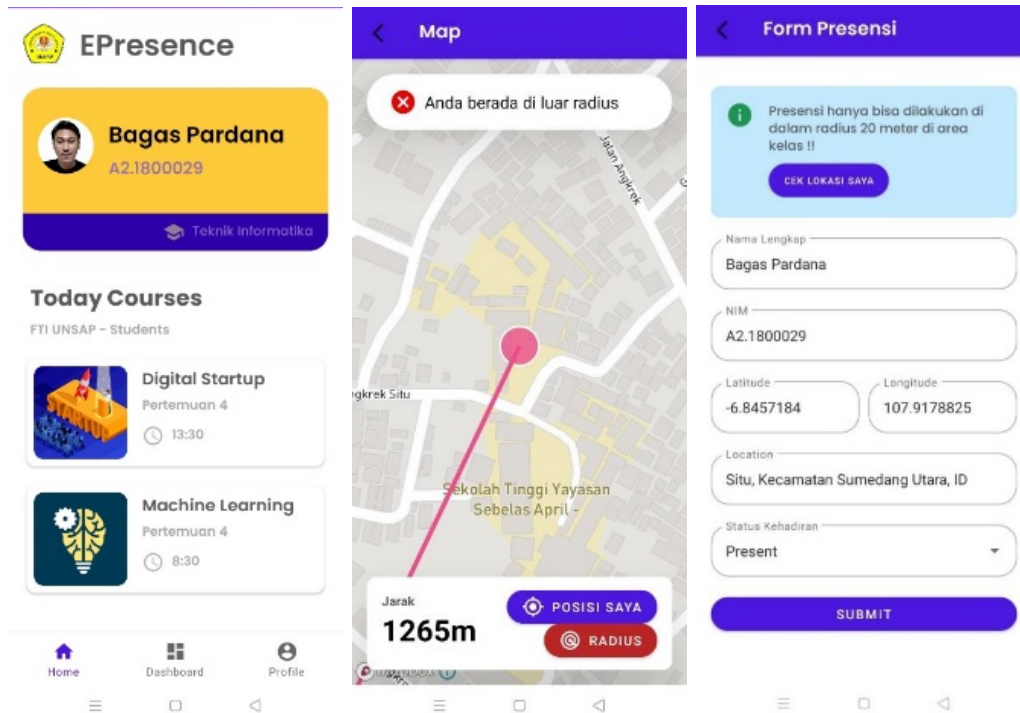 EPresence
Bagas Pardana
A2.1800029
Teknik Informatika
Today Courses
FTI UNSAP - Students
Digital Startup
Pertemuan 4
13:30
Machine Learning
Pertemuan 4
8:30
Home
Dashboard
Profile
Map
Anda berada di luar radius
Jalan Angkrek
ngkrek Situ
Sekolah Tinggi Yayasan
Sebelas April -
Jarak
1265m
POSISI SAYA
RADIUS
Form Presensi
Presensi hanya bisa dilakukan di
dalam radius 20 meter di area
kelas !!
CEK LOKASI SAYA
Nama Lengkap
Bagas Pardana
NIM
A2.1800029
Latitude
-6.8457184
Longitude
107.9178825
Location
Situ, Kecamatan Sumedang Utara, ID
Status Kehadiran
Present
SUBMIT